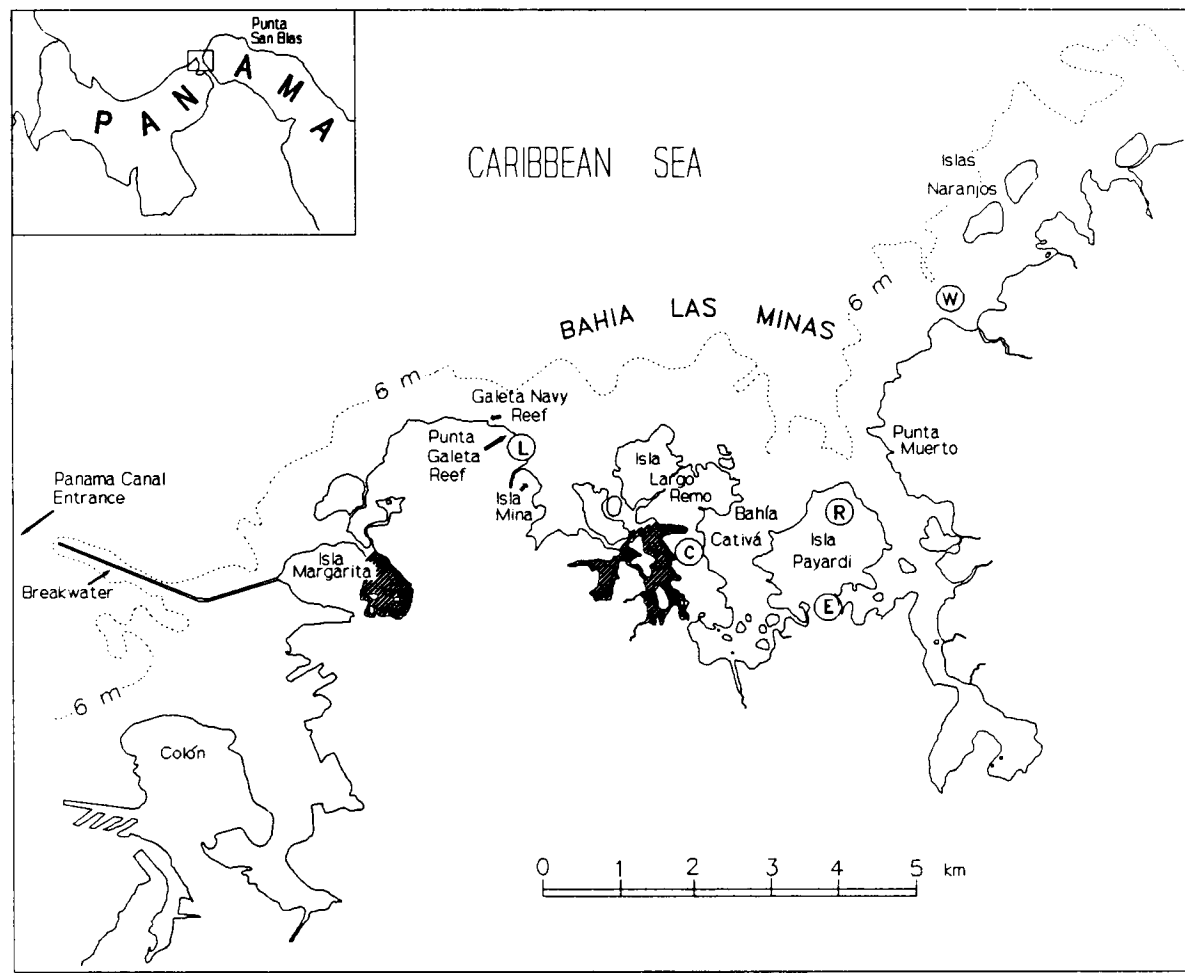 Punta
San Blas
PANAMA
CARIBBEAN SEA
Islas
Naranjos
6 m
W
BAHIA LAS MINAS
6 m
Galeta Navy
Reef
Punta
Galeta
Reef
L
Isla
Mina
Isla
Largo
Remo
Punta
Muerto
Panama Canal
Entrance
Bahía
Cativá
R
Isla
Payardi
C
E
Isla
Margarita
Breakwater
6 m
Colón
0 1 2 3 4 5 km